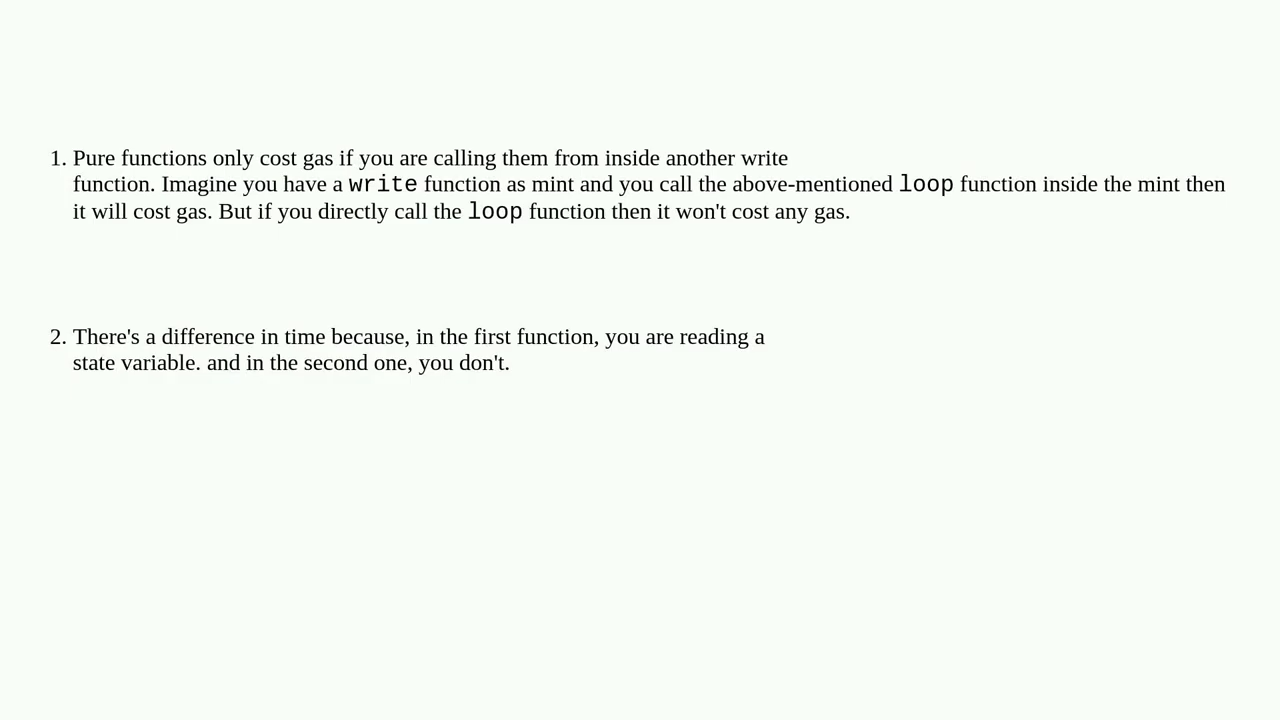 1. Pure functions only cost gas if you are calling them from inside another write
function. Imagine you have a write function as mint and you call the above-mentioned loop function inside the mint then
it will cost gas. But if you directly call the loop function then it won't cost any gas.
2. There's a difference in time because, in the first function, you are reading a
state variable. and in the second one, you don't.